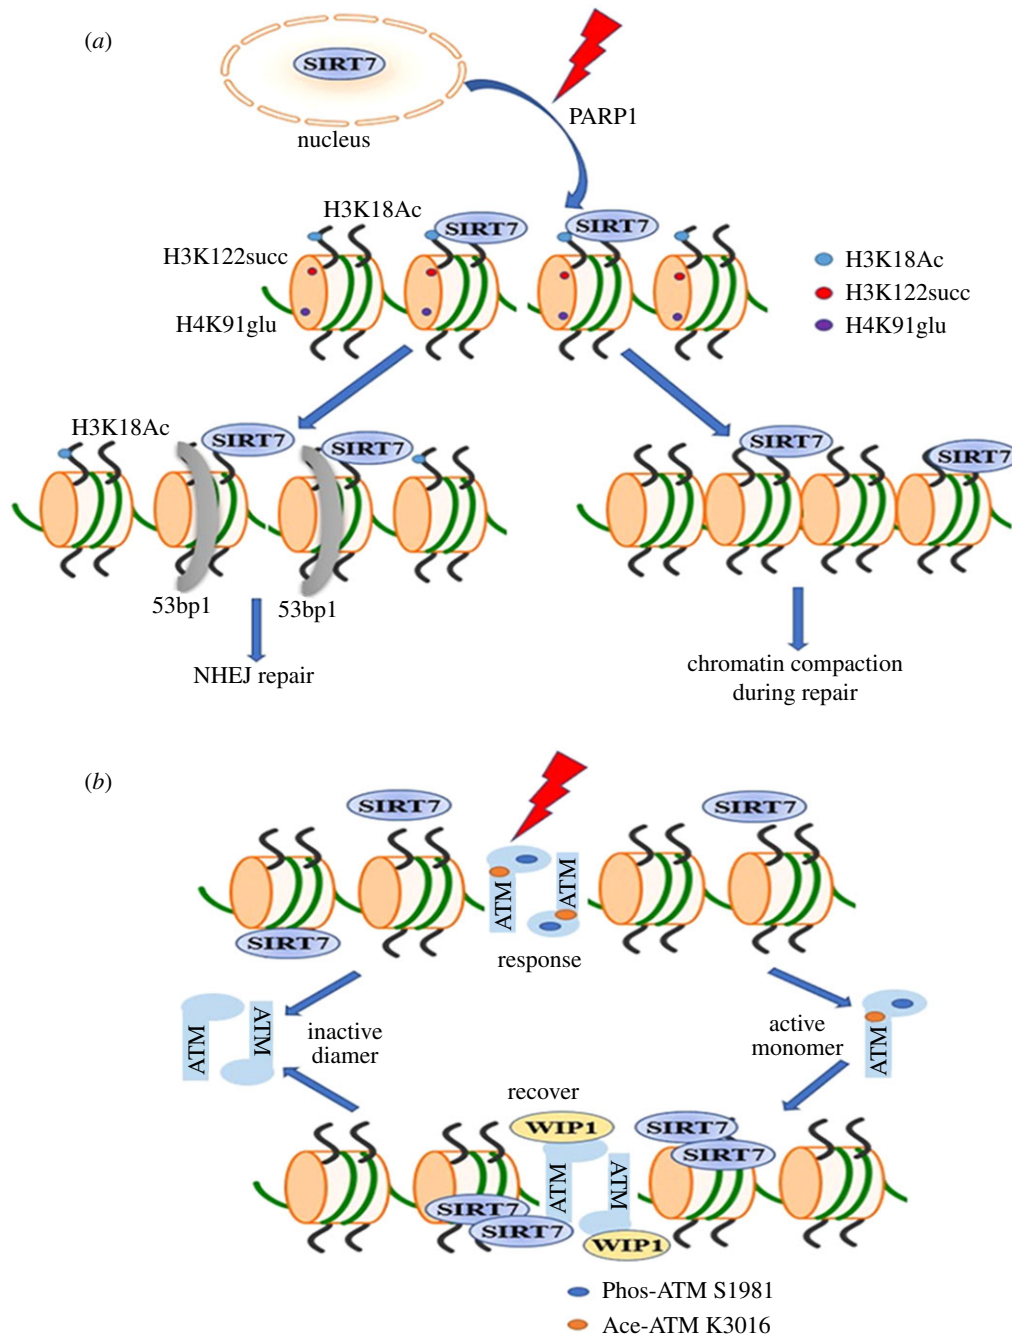 (a)
SIRT7
nucleus
PARP1
H3K18Ac
SIRT7
SIRT7
H3K122succ
H4K91glu
H3K18Ac
H3K122succ
H4K91glu
H3K18Ac
SIRT7
SIRT7
SIRT7
SIRT7
53bp1
53bp1
NHEJ repair
chromatin compaction
during repair
(b)
SIRT7
SIRT7
ATM
ATM
SIRT7
response
ATM
ATM
inactive
diamer
active
monomer
ATM
recover
WIP1
SIRT7
SIRT7
ATM
ATM
SIRT7
SIRT7
WIP1
Phos-ATM S1981
Ace-ATM K3016